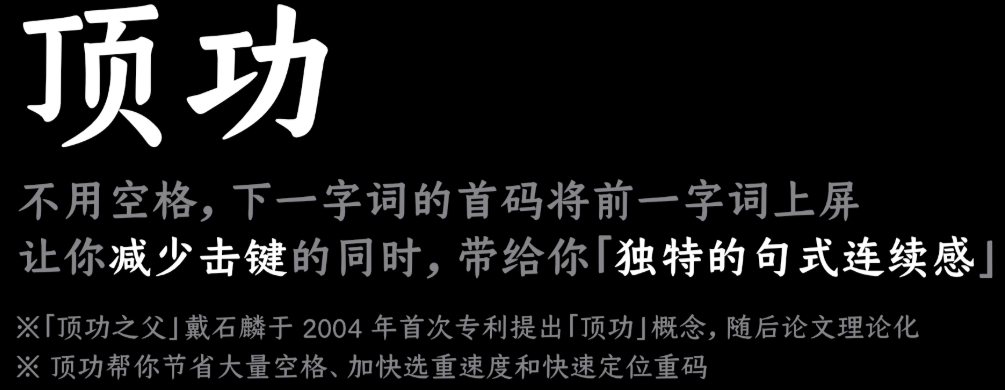 顶功
不用空格，下一字词的首码将前一字词上屏
让你减少击键的同时，带给你「独特的句式连续感」
※「顶功之父」戴石麟于 2004 年首次专利提出「顶功」概念，随后论文理论化
※ 顶功帮你节省大量空格、加快选重速度和快速定位重码